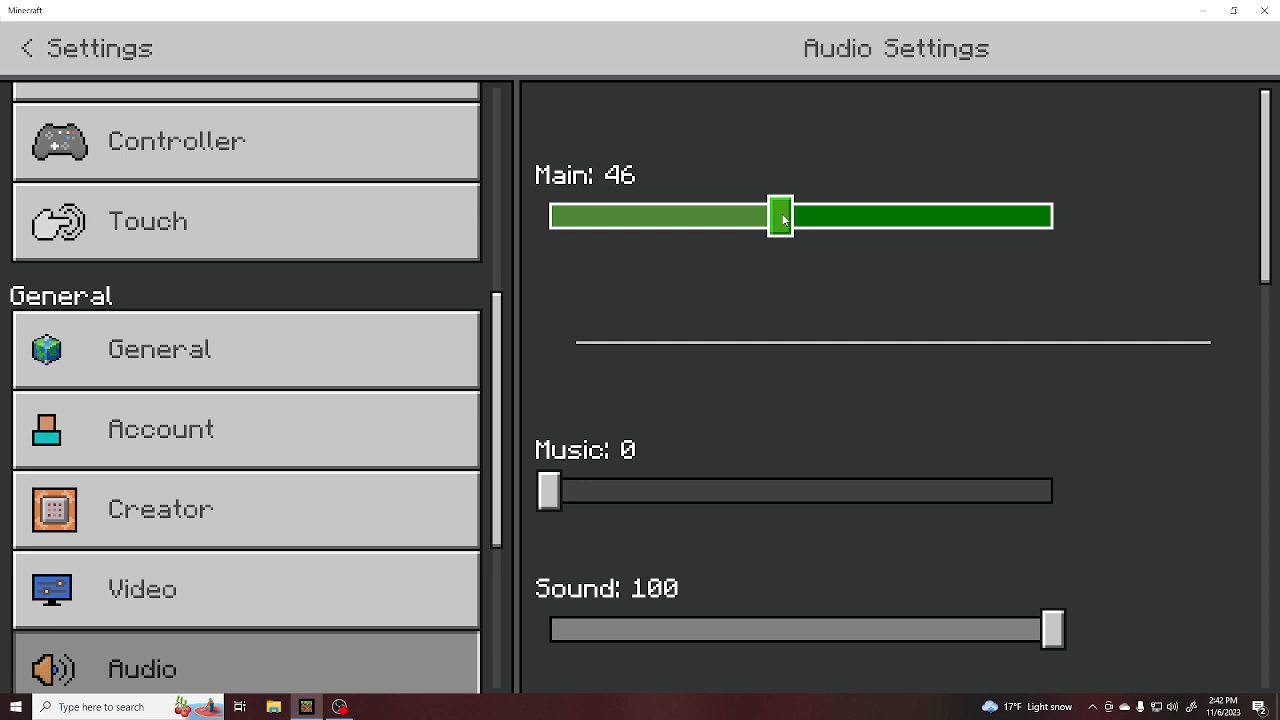 Minecraft
< Settings
Audio Settings
Controller
Touch
General
General
Account
Creator
Video
Audio
Main: 46
Music: 0
Sound: 100
Type here to search
17°F Light snow
2:42 PM
11/6/2023
2